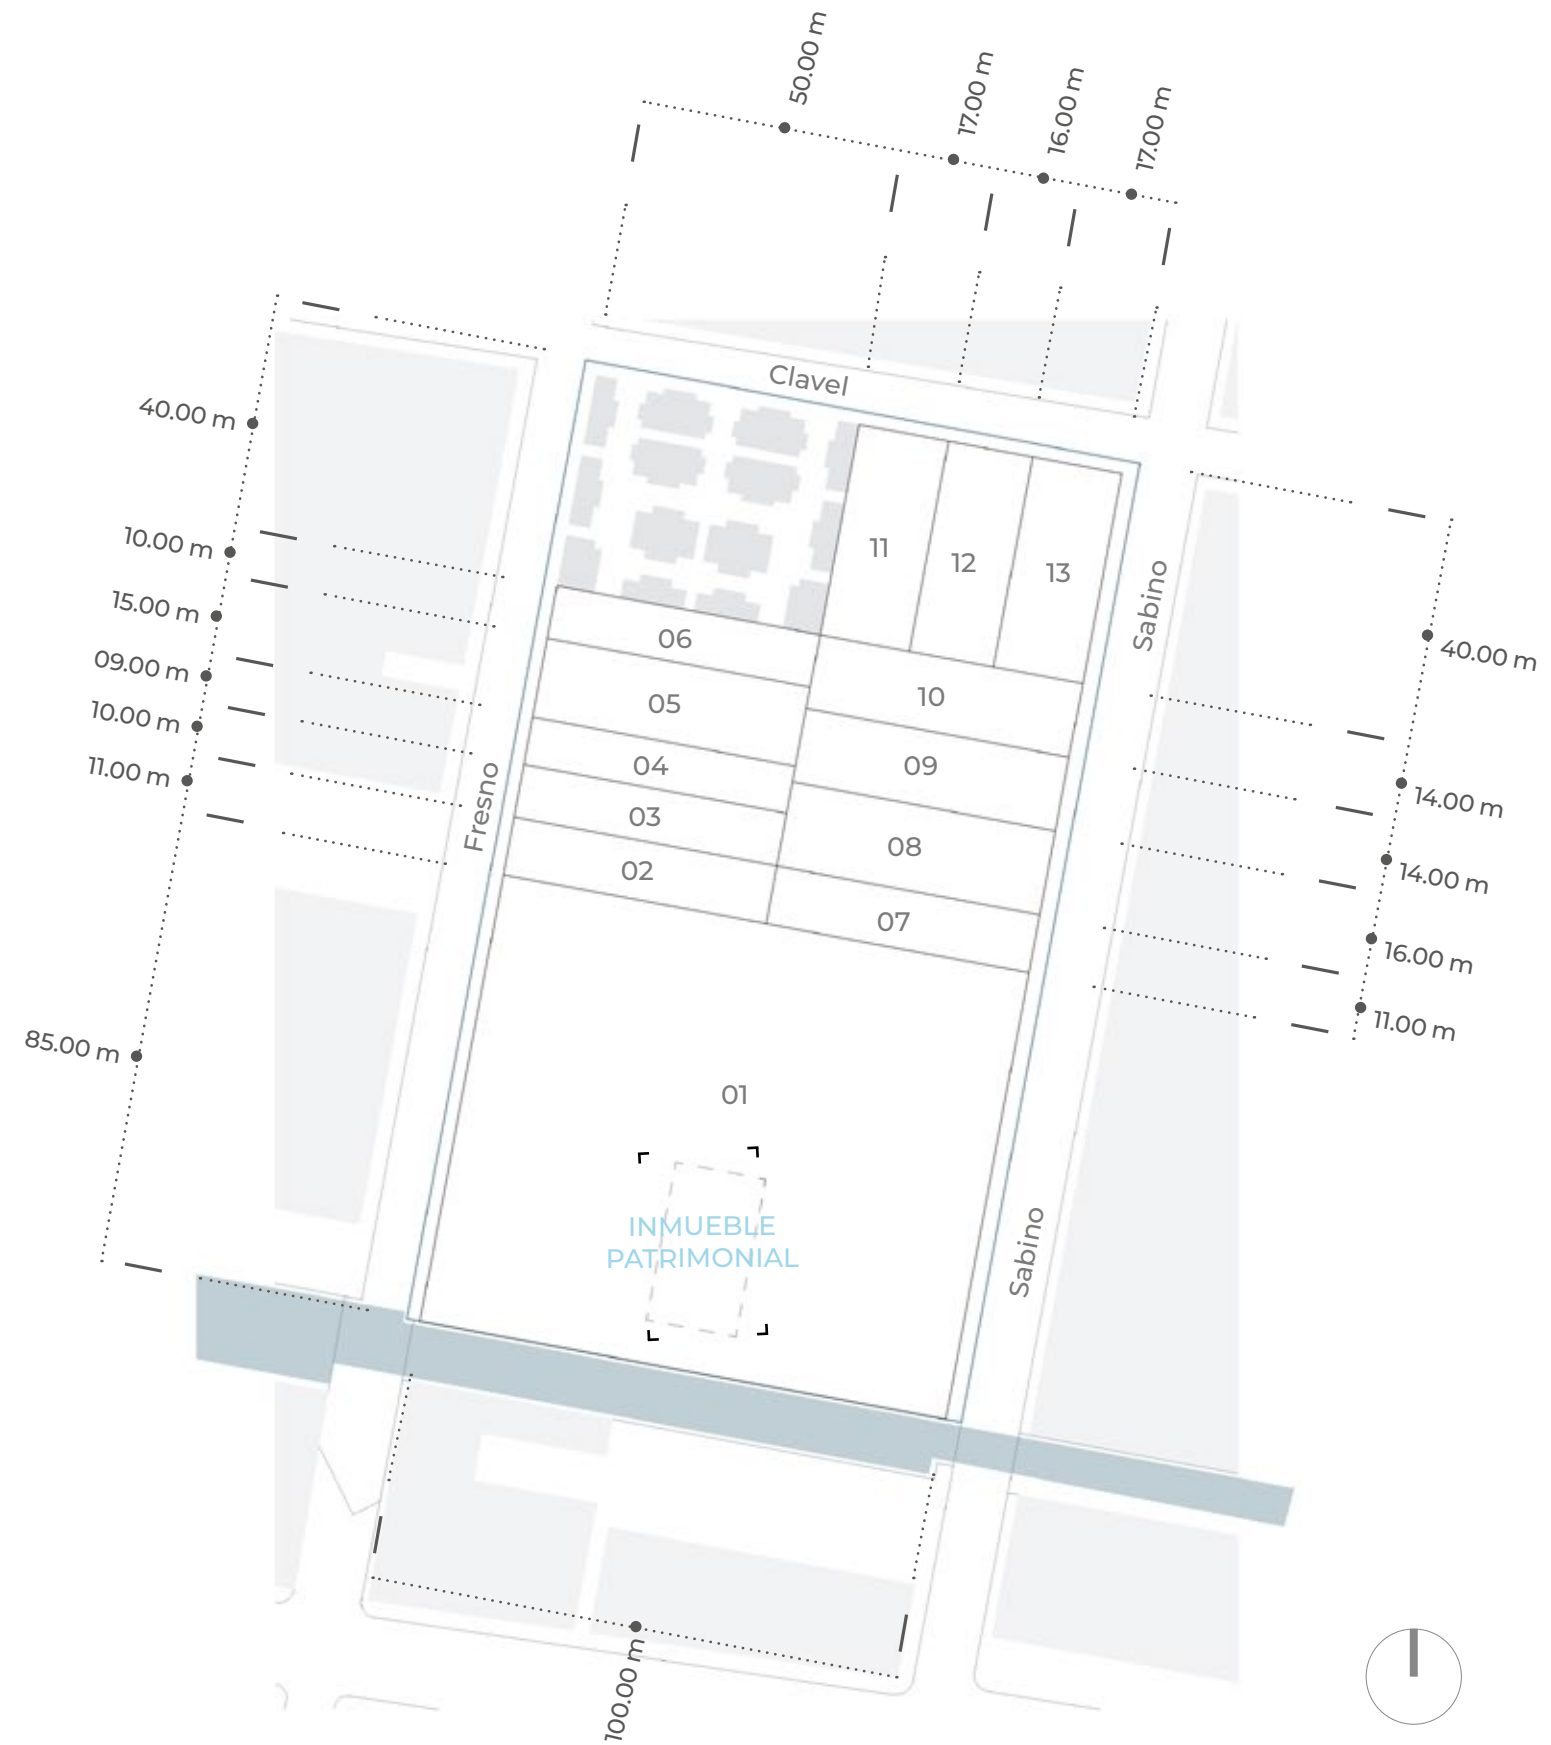 50.00 m
17.00 m
16.00 m
17.00 m
Clavel
40.00 m
10.00 m
15.00 m
09.00 m
10.00 m
11.00 m
85.00 m
Fresno
11
12
13
06
05
04
03
02
10
09
08
07
01
INMUEBLE
PATRIMONIAL
Sabino
Sabino
40.00 m
14.00 m
14.00 m
16.00 m
11.00 m
100.00 m